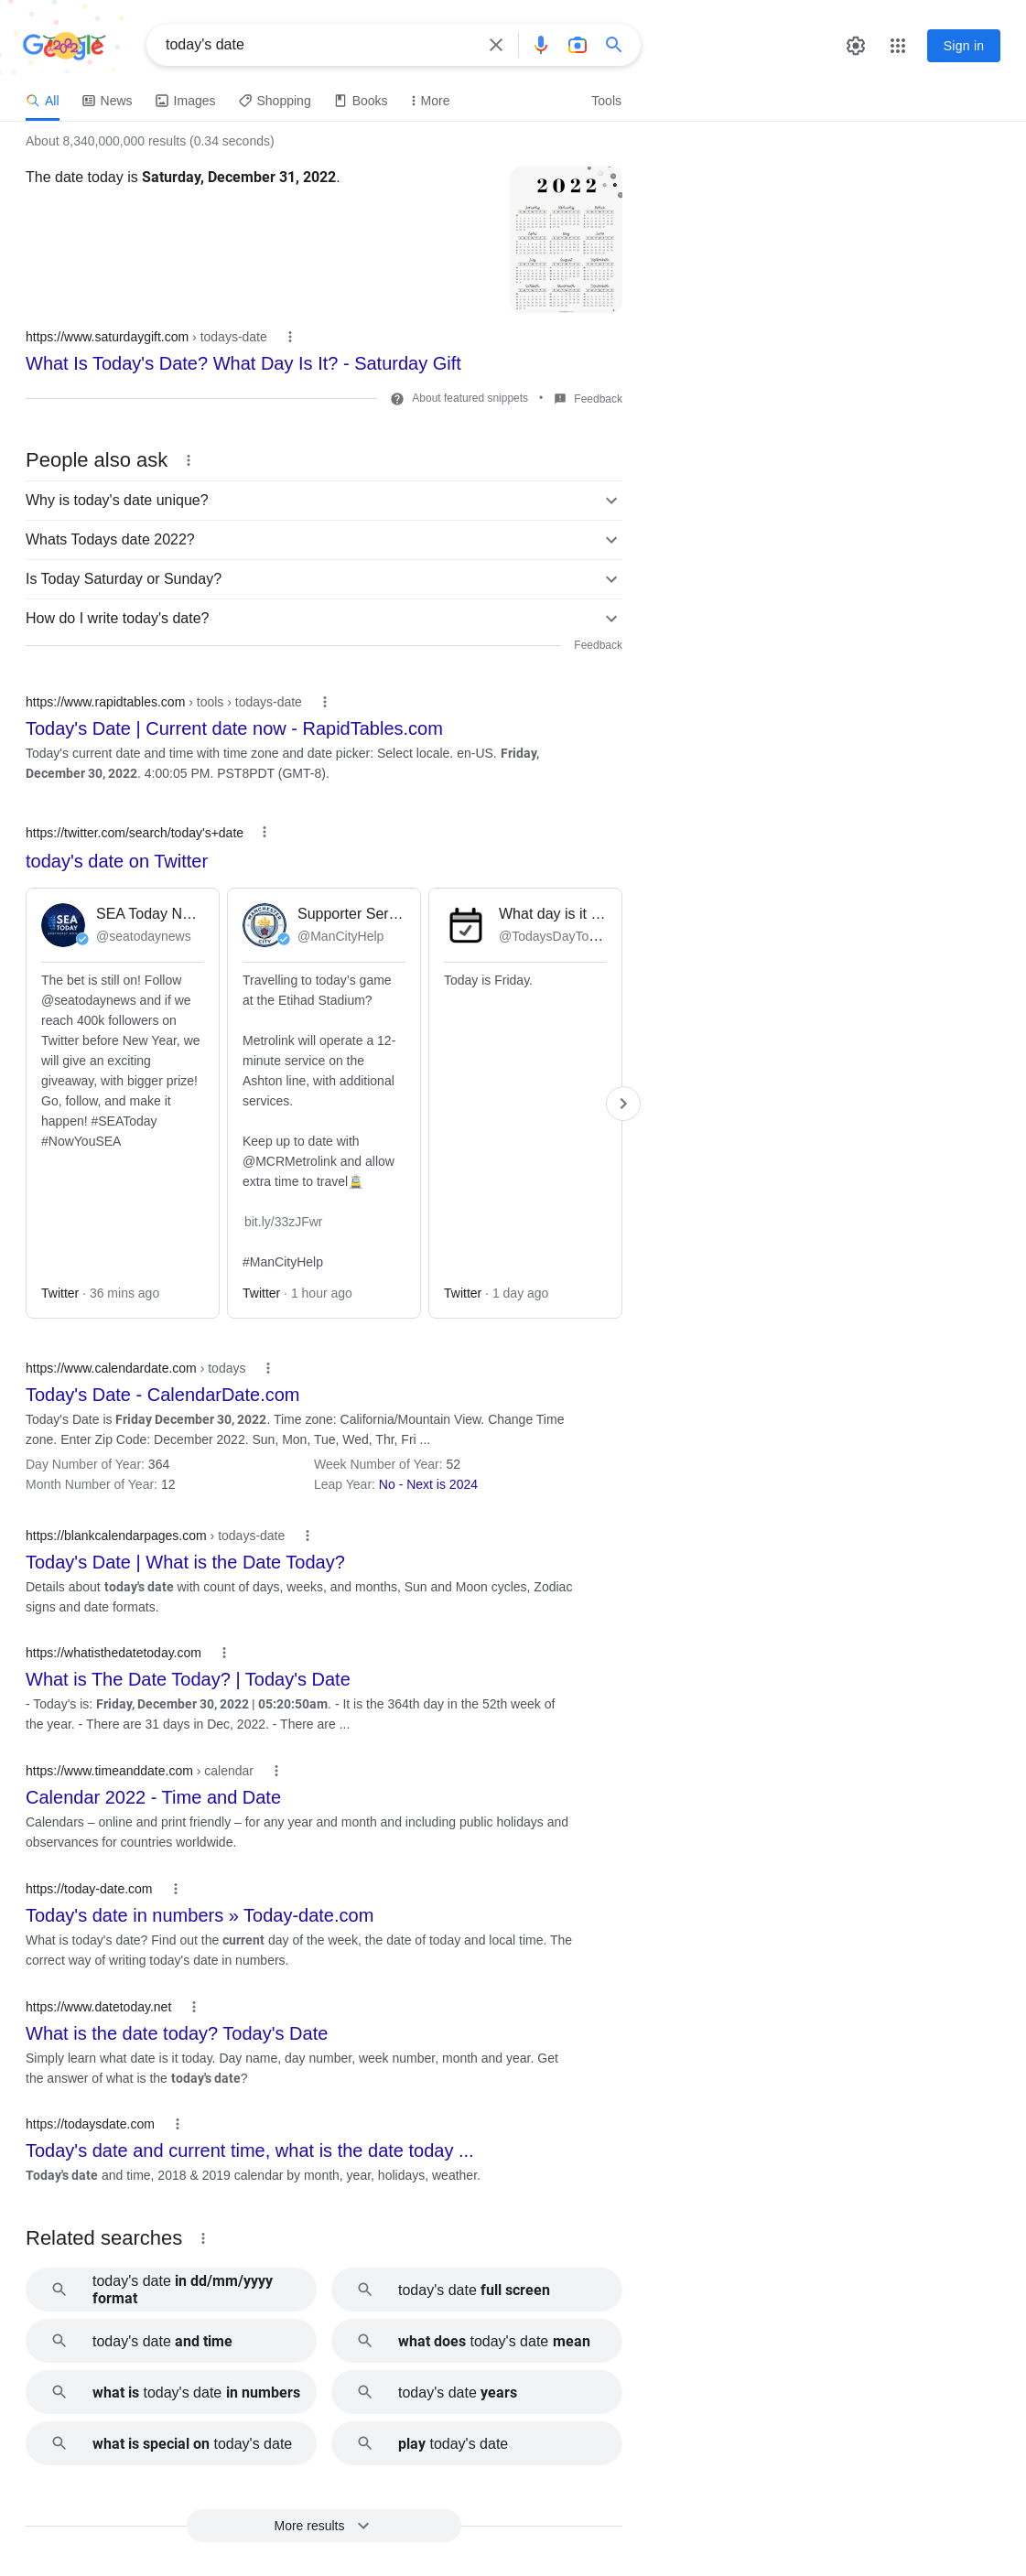 Google
2022
today's date
Sign in
All News Images Shopping Books More Tools
About 8,340,000,000 results (0.34 seconds)
The date today is Saturday, December 31, 2022.
2022
https://www.saturdaygift.com › todays-date
What Is Today's Date? What Day Is It? - Saturday Gift
About featured snippets • Feedback
People also ask
Why is today's date unique?
Whats Todays date 2022?
Is Today Saturday or Sunday?
How do I write today's date?
Feedback
https://www.rapidtables.com › tools › todays-date
Today's Date | Current date now - RapidTables.com
Today's current date and time with time zone and date picker: Select locale. en-US. Friday,
December 30, 2022. 4:00:05 PM. PST8PDT (GMT-8).
https://twitter.com/search/today's+date
today's date on Twitter
SEA Today N…
@seatodaynews
The bet is still on! Follow
@seatodaynews and if we
reach 400k followers on
Twitter before New Year, we
will give an exciting
giveaway, with bigger prize!
Go, follow, and make it
happen! #SEAToday
#NowYouSEA
Twitter · 36 mins ago
Supporter Ser…
@ManCityHelp
Travelling to today's game
at the Etihad Stadium?
Metrolink will operate a 12-
minute service on the
Ashton line, with additional
services.
Keep up to date with
@MCRMetrolink and allow
extra time to travel🚊
bit.ly/33zJFwr
#ManCityHelp
Twitter · 1 hour ago
What day is it …
@TodaysDayTo…
Today is Friday.
Twitter · 1 day ago
https://www.calendardate.com › todays
Today's Date - CalendarDate.com
Today's Date is Friday December 30, 2022. Time zone: California/Mountain View. Change Time
zone. Enter Zip Code: December 2022. Sun, Mon, Tue, Wed, Thr, Fri ...
Day Number of Year: 364 Week Number of Year: 52
Month Number of Year: 12 Leap Year: No - Next is 2024
https://blankcalendarpages.com › todays-date
Today's Date | What is the Date Today?
Details about today's date with count of days, weeks, and months, Sun and Moon cycles, Zodiac
signs and date formats.
https://whatisthedatetoday.com
What is The Date Today? | Today's Date
- Today's is: Friday, December 30, 2022 | 05:20:50am. - It is the 364th day in the 52th week of
the year. - There are 31 days in Dec, 2022. - There are ...
https://www.timeanddate.com › calendar
Calendar 2022 - Time and Date
Calendars – online and print friendly – for any year and month and including public holidays and
observances for countries worldwide.
https://today-date.com
Today's date in numbers » Today-date.com
What is today's date? Find out the current day of the week, the date of today and local time. The
correct way of writing today's date in numbers.
https://www.datetoday.net
What is the date today? Today's Date
Simply learn what date is it today. Day name, day number, week number, month and year. Get
the answer of what is the today's date?
https://todaysdate.com
Today's date and current time, what is the date today ...
Today's date and time, 2018 & 2019 calendar by month, year, holidays, weather.
Related searches
today's date in dd/mm/yyyy
format
today's date full screen
today's date and time
what does today's date mean
what is today's date in numbers
today's date years
what is special on today's date
play today's date
More results